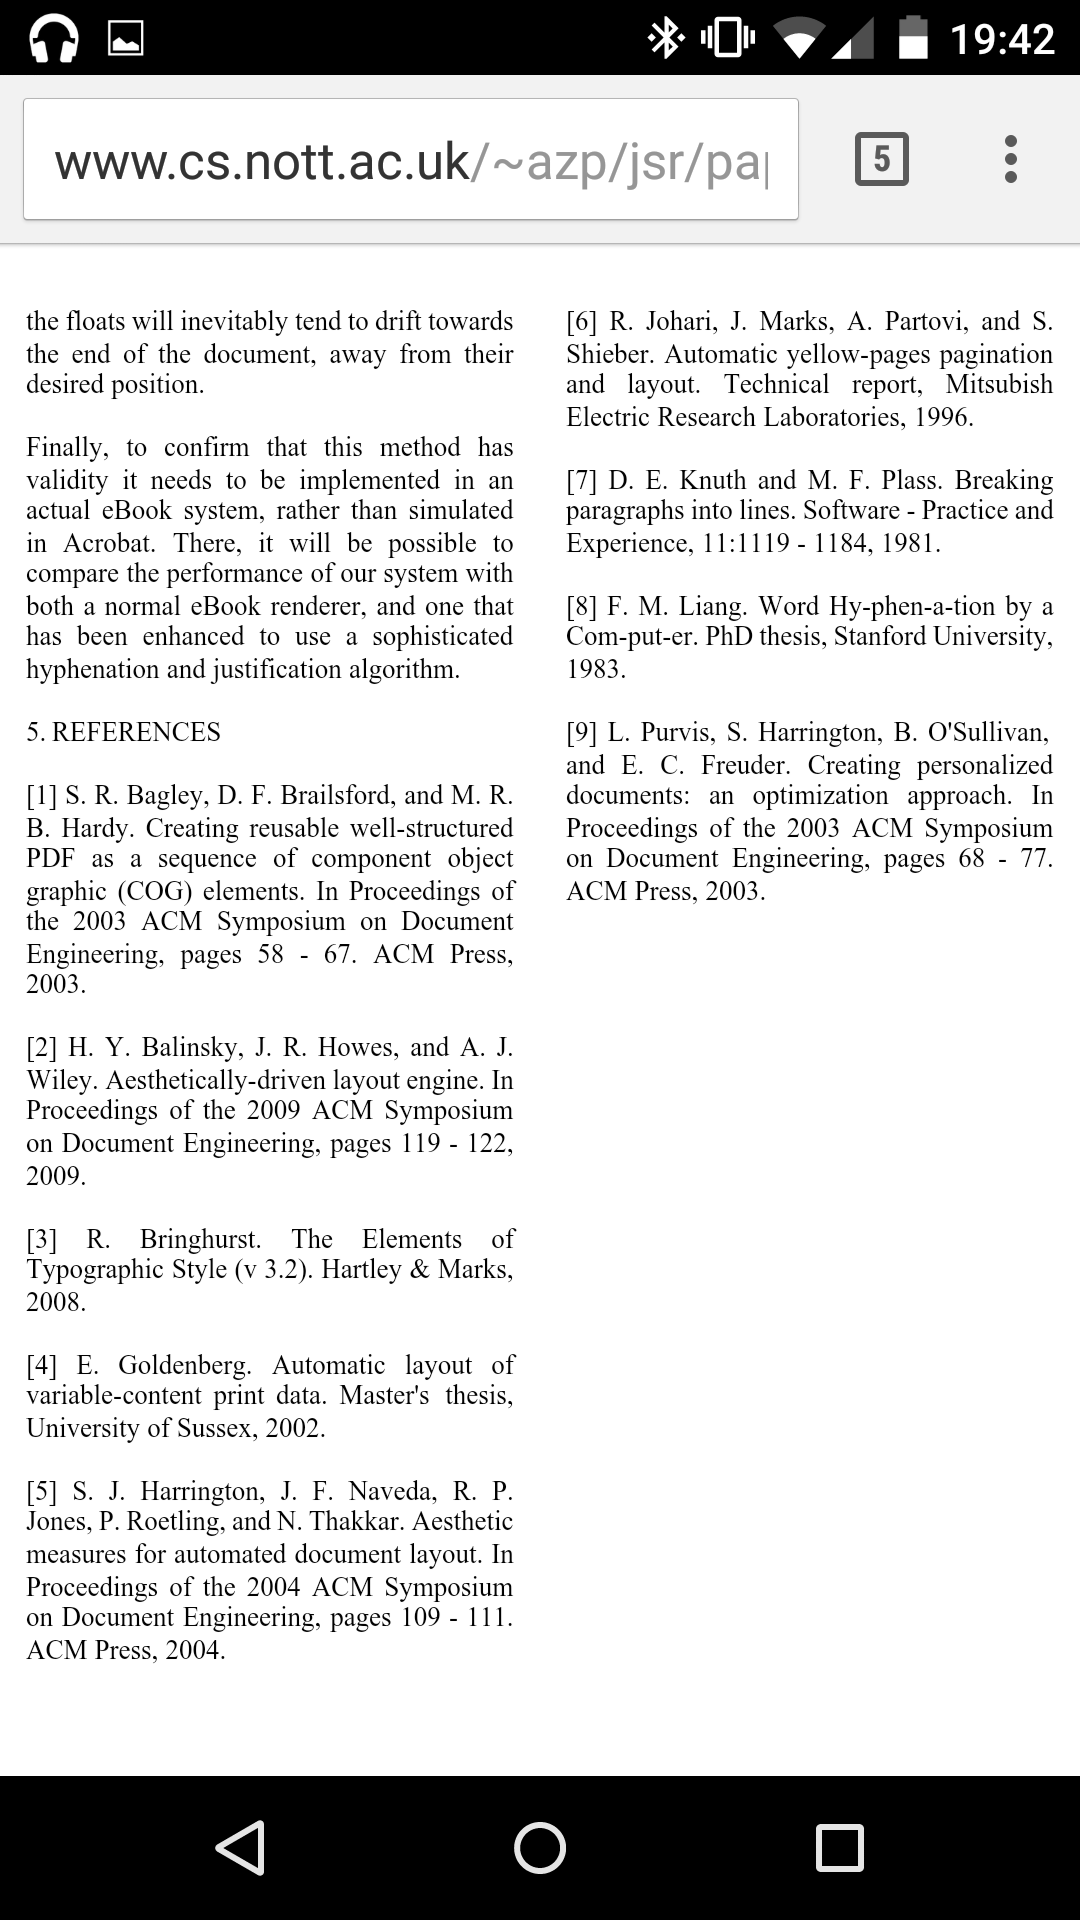 19:42
www.cs.nott.ac.uk/~azp/jsr/pa
5
the floats will inevitably tend to drift towards
the end of the document, away from their
desired position.
Finally, to confirm that this method has
validity it needs to be implemented in an
actual eBook system, rather than simulated
in Acrobat. There, it will be possible to
compare the performance of our system with
both a normal eBook renderer, and one that
has been enhanced to use a sophisticated
hyphenation and justification algorithm.
5. REFERENCES
[1] S. R. Bagley, D. F. Brailsford, and M. R.
B. Hardy. Creating reusable well-structured
PDF as a sequence of component object
graphic (COG) elements. In Proceedings of
the 2003 ACM Symposium on Document
Engineering, pages 58 - 67. ACM Press,
2003.
[2] H. Y. Balinsky, J. R. Howes, and A. J.
Wiley. Aesthetically-driven layout engine. In
Proceedings of the 2009 ACM Symposium
on Document Engineering, pages 119 - 122,
2009.
[3] R. Bringhurst. The Elements of
Typographic Style (v 3.2). Hartley & Marks,
2008.
[4] E. Goldenberg. Automatic layout of
variable-content print data. Master's thesis,
University of Sussex, 2002.
[5] S. J. Harrington, J. F. Naveda, R. P.
Jones, P. Roetling, and N. Thakkar. Aesthetic
measures for automated document layout. In
Proceedings of the 2004 ACM Symposium
on Document Engineering, pages 109 - 111.
ACM Press, 2004.
[6] R. Johari, J. Marks, A. Partovi, and S.
Shieber. Automatic yellow-pages pagination
and layout. Technical report, Mitsubish
Electric Research Laboratories, 1996.
[7] D. E. Knuth and M. F. Plass. Breaking
paragraphs into lines. Software - Practice and
Experience, 11:1119 - 1184, 1981.
[8] F. M. Liang. Word Hy-phen-a-tion by a
Com-put-er. PhD thesis, Stanford University,
1983.
[9] L. Purvis, S. Harrington, B. O'Sullivan,
and E. C. Freuder. Creating personalized
documents: an optimization approach. In
Proceedings of the 2003 ACM Symposium
on Document Engineering, pages 68 - 77.
ACM Press, 2003.